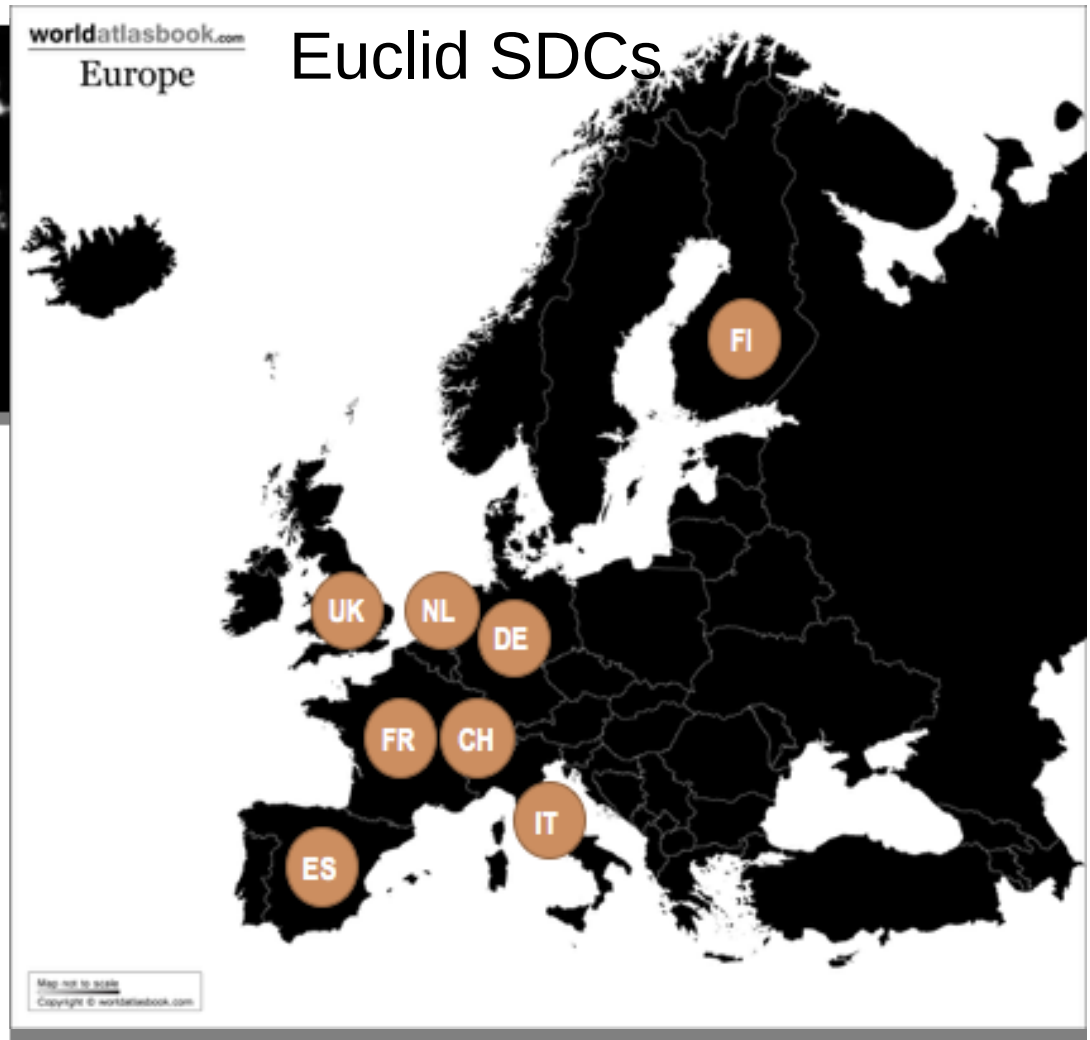 worldatlasbook.com
Europe
Euclid SDCs
FI
UK
NL
DE
FR
CH
IT
ES
Map not to scale
Copyright © worldatlasbook.com